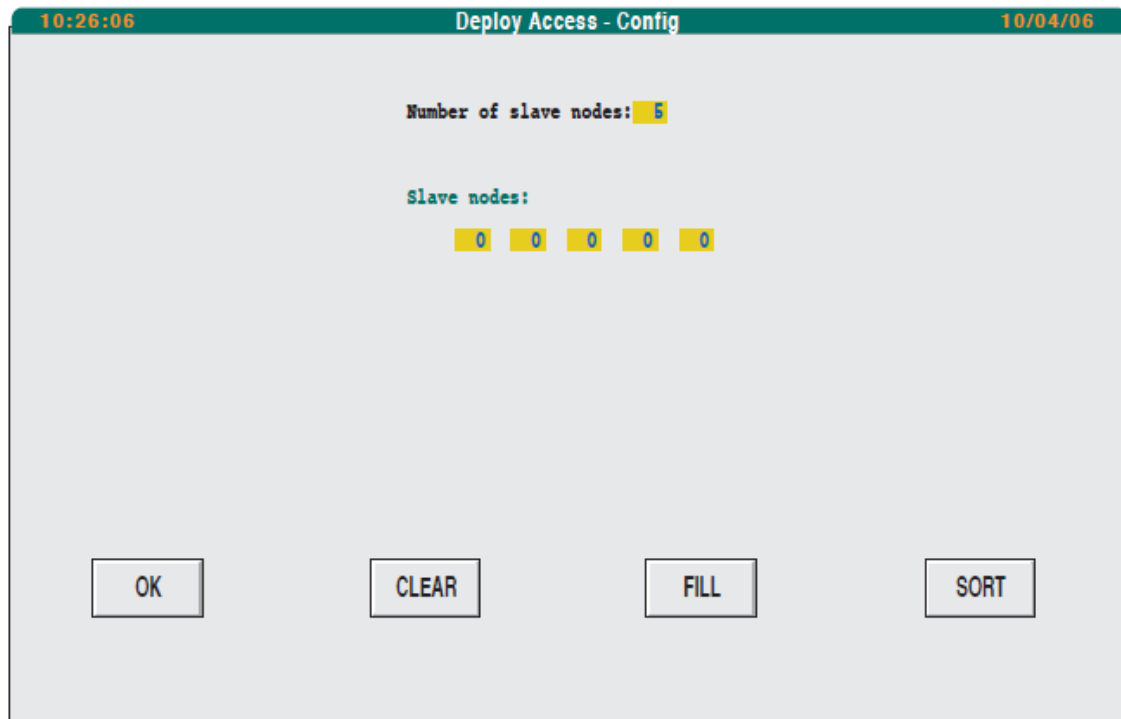 10:26:06 Deploy Access - Config 10/04/06
Number of slave nodes: 5
Slave nodes:
0 0 0 0 0
OK CLEAR FILL SORT